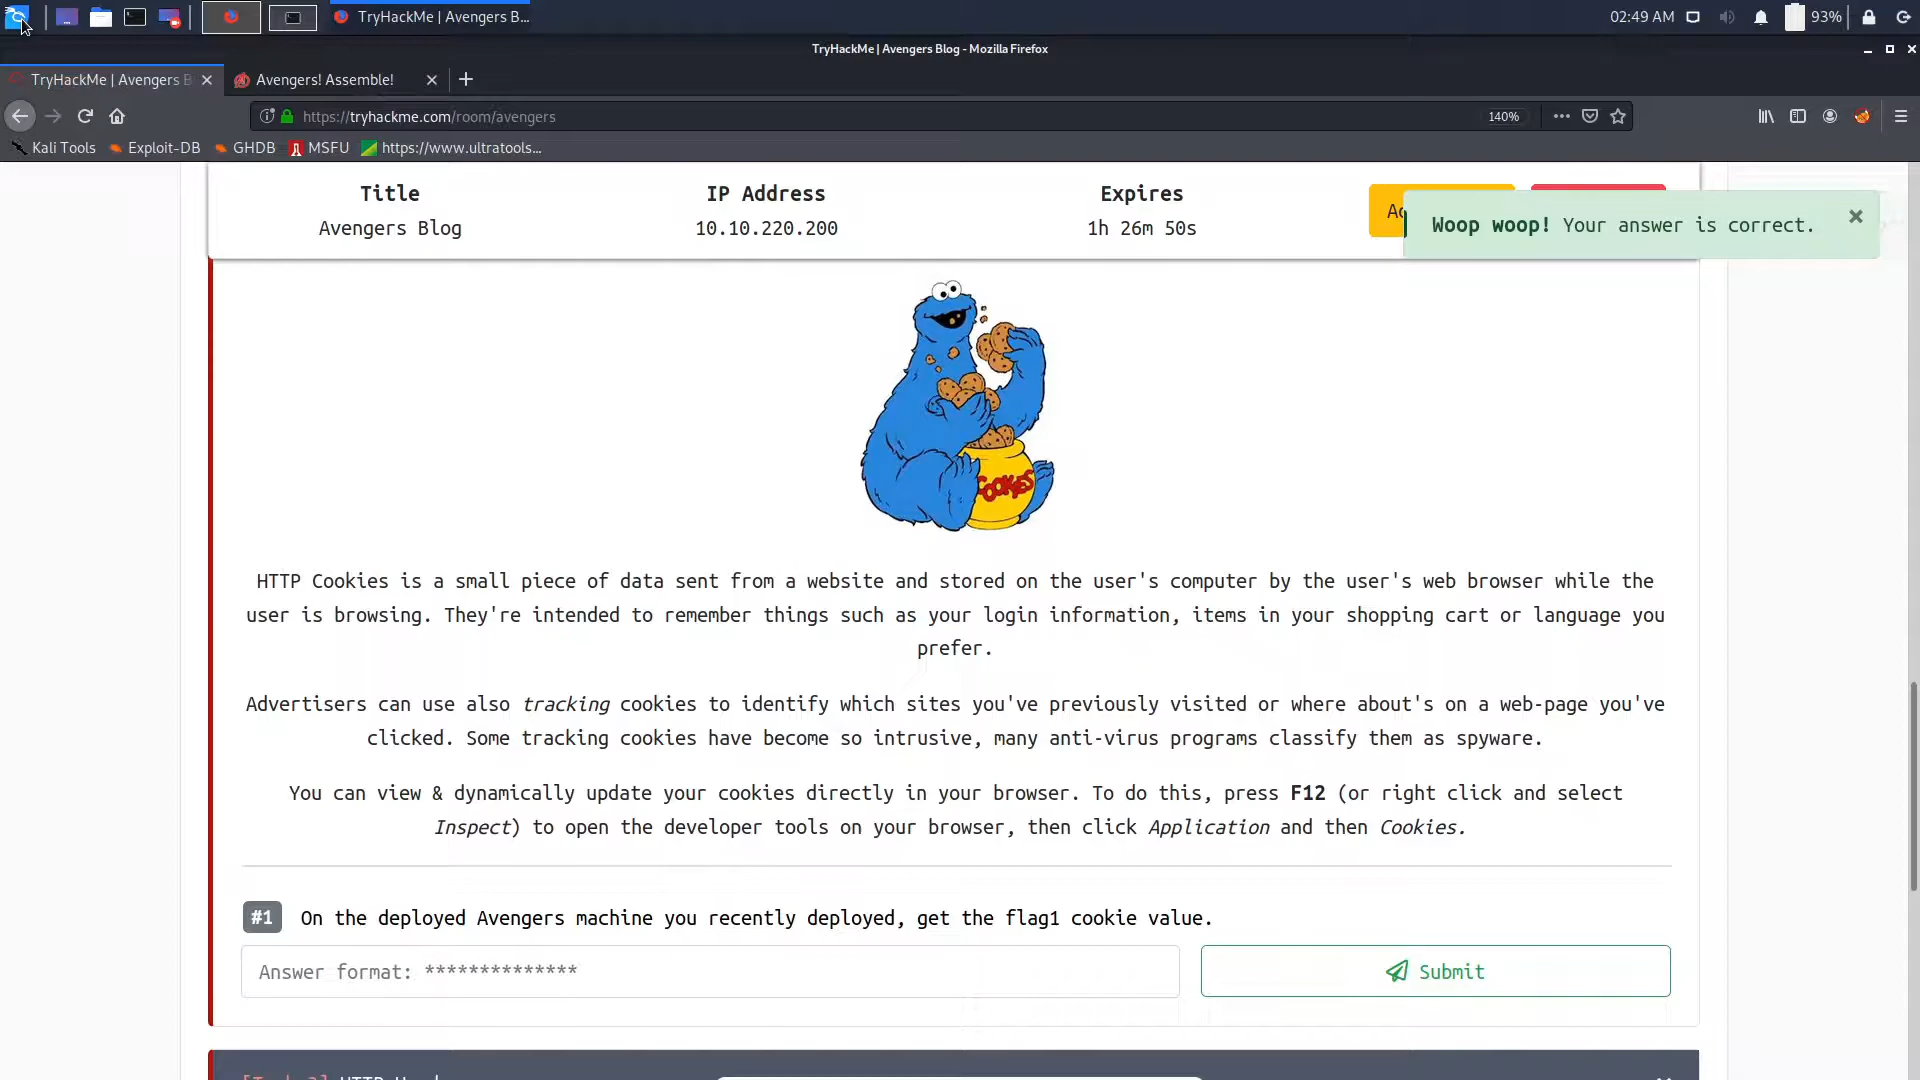 TryHackMe | Avengers B...
02:49 AM
93%
TryHackMe | Avengers Blog - Mozilla Firefox
TryHackMe | Avengers B
Avengers! Assemble!
https://tryhackme.com/room/avengers
140%
Kali Tools
Exploit-DB
GHDB
MSFU
https://www.ultratools...
Title
IP Address
Expires
Avengers Blog
10.10.220.200
1h 26m 50s
Woop woop! Your answer is correct.
COOKIES
HTTP Cookies is a small piece of data sent from a website and stored on the user's computer by the user's web browser while the
user is browsing. They're intended to remember things such as your login information, items in your shopping cart or language you
prefer.
Advertisers can use also tracking cookies to identify which sites you've previously visited or where about's on a web-page you've
clicked. Some tracking cookies have become so intrusive, many anti-virus programs classify them as spyware.
You can view & dynamically update your cookies directly in your browser. To do this, press F12 (or right click and select
Inspect) to open the developer tools on your browser, then click Application and then Cookies.
#1 On the deployed Avengers machine you recently deployed, get the flag1 cookie value.
Answer format: **************
Submit